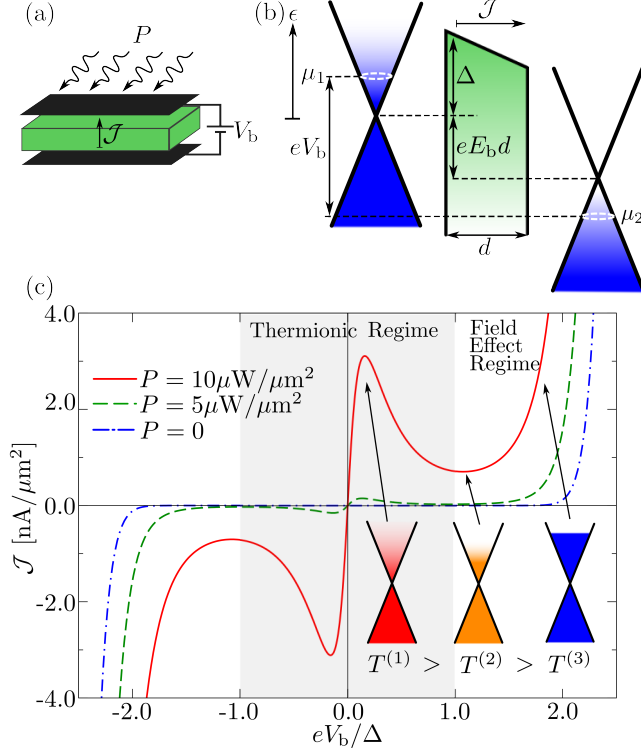 (a)
P
𝒥
V_b
(b)
ϵ
𝒥
μ_1
Δ
eV_b
eE_bd
μ_2
d
(c)
4.0
2.0
0.0
-2.0
-4.0
𝒥 [nA/μm²]
Thermionic Regime
Field
Effect
Regime
P = 10μW/μm²
P = 5μW/μm²
P = 0
T^(1) > T^(2) > T^(3)
-2.0 -1.0 0.0 1.0 2.0
eV_b/Δ